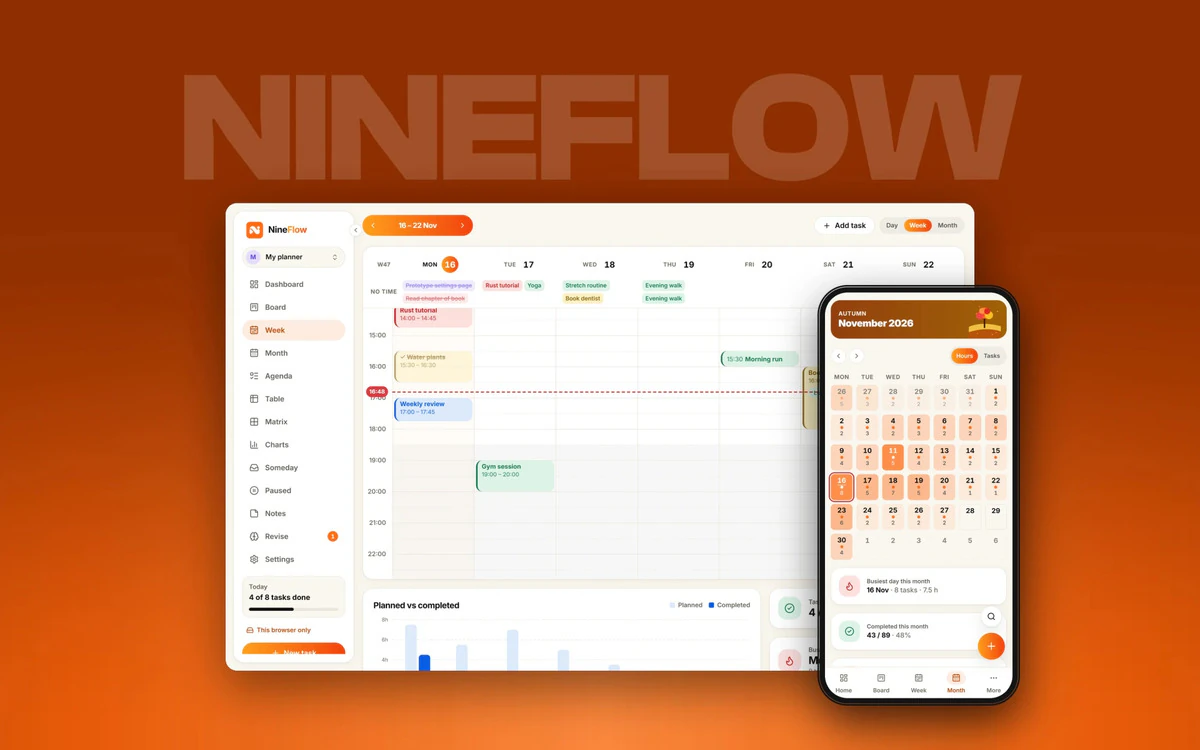 NINEFLOW
NineFlow
M My planner
Dashboard
Board
Week
Month
Agenda
Table
Matrix
Charts
Someday
Paused
Notes
Revise 1
Settings
Today
4 of 8 tasks done
This browser only
+ New task
16 – 22 Nov
+ Add task
Day Week Month
W47 MON 16 TUE 17 WED 18 THU 19 FRI 20 SAT 21 SUN 22
NO TIME
Prototype settings page
Read chapter of book
Rust tutorial Yoga
Stretch routine
Book dentist
Evening walk
Evening walk
Rust tutorial
14:00 – 14:45
15:00
Water plants
15:30 – 16:30
15:30 Morning run
16:00
16:48
17:00
Weekly review
17:00 – 17:45
18:00
19:00
Gym session
19:00 – 20:00
20:00
21:00
22:00
Planned vs completed
Planned Completed
8h
6h
4h
AUTUMN
November 2026
Hours Tasks
MON TUE WED THU FRI SAT SUN
26 27 28 29 30 31 1
2 3 4 5 6 7 8
9 10 11 12 13 14 15
16 17 18 19 20 21 22
23 24 25 26 27 28 29
30 1 2 3 4 5 6
Busiest day this month
16 Nov · 8 tasks · 7.5 h
Completed this month
43 / 89 · 48%
Home Board Week Month More